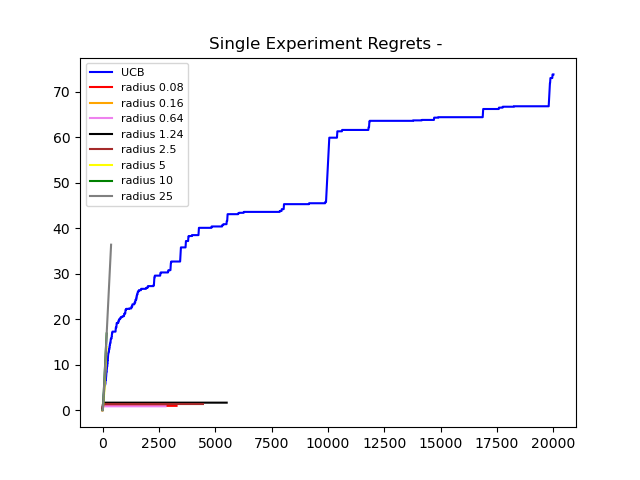 Single Experiment Regrets -
UCB
radius 0.08
radius 0.16
radius 0.64
radius 1.24
radius 2.5
radius 5
radius 10
radius 25
70
60
50
40
30
20
10
0
0 2500 5000 7500 10000 12500 15000 17500 20000